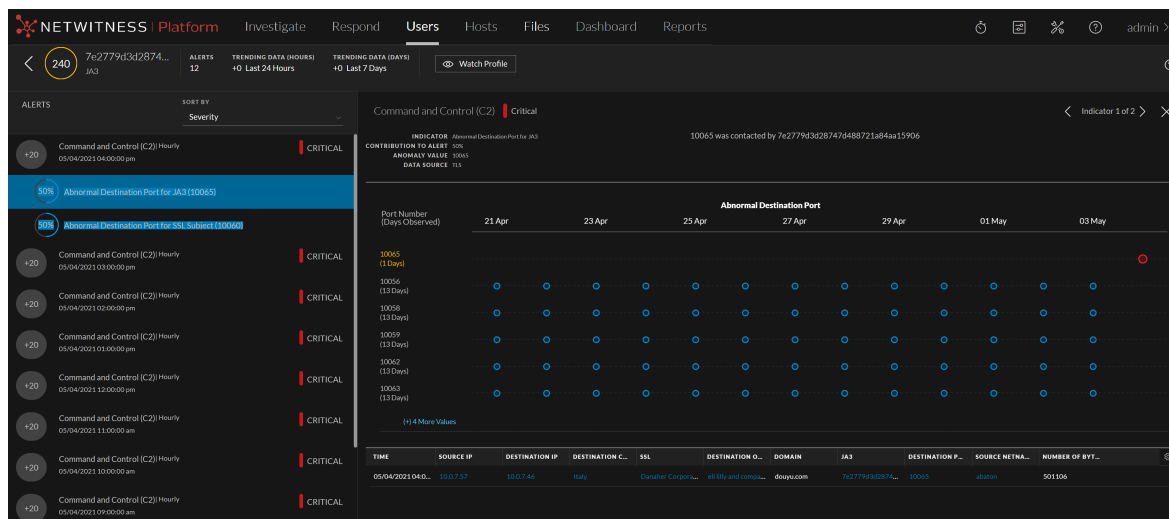 NETWITNESS | Platform Investigate Respond Users Hosts Files Dashboard Reports admin
240 7e2779d3d2874... JA3
ALERTS 12
TRENDING DATA (HOURS) +0 Last 24 Hours
TRENDING DATA (DAYS) +0 Last 7 Days
Watch Profile
ALERTS
SORT BY
Severity
+20 Command and Control (C2)| Hourly CRITICAL
05/04/2021 04:00:00 pm
50% Abnormal Destination Port for JA3 (10065)
50% Abnormal Destination Port for SSL Subject (10060)
+20 Command and Control (C2)| Hourly CRITICAL
05/04/2021 03:00:00 pm
+20 Command and Control (C2)| Hourly CRITICAL
05/04/2021 02:00:00 pm
+20 Command and Control (C2)| Hourly CRITICAL
05/04/2021 01:00:00 pm
+20 Command and Control (C2)| Hourly CRITICAL
05/04/2021 12:00:00 pm
+20 Command and Control (C2)| Hourly CRITICAL
05/04/2021 11:00:00 am
+20 Command and Control (C2)| Hourly CRITICAL
05/04/2021 10:00:00 am
+20 Command and Control (C2)| Hourly CRITICAL
05/04/2021 09:00:00 am
Command and Control (C2) Critical
Indicator 1 of 2
INDICATOR Abnormal Destination Port for JA3
CONTRIBUTION TO ALERT 50%
ANOMALY VALUE 10065
DATA SOURCE TLS
10065 was contacted by 7e2779d3d28747d488721a84aa15906
Abnormal Destination Port
Port Number
(Days Observed)
21 Apr 23 Apr 25 Apr 27 Apr 29 Apr 01 May 03 May
10065
(1 Days)
10056
(13 Days)
10058
(13 Days)
10059
(13 Days)
10062
(13 Days)
10063
(13 Days)
(+) 4 More Values
TIME SOURCE IP DESTINATION IP DESTINATION C... SSL DESTINATION O... DOMAIN JA3 DESTINATION P... SOURCE NETNA... NUMBER OF BYT...
05/04/2021 04:0... 10.0.7.57 10.0.7.46 Italy Danaher Corpora... eli lilly and compa... douyu.com 7e2779d3d2874... 10065 abaton 501106